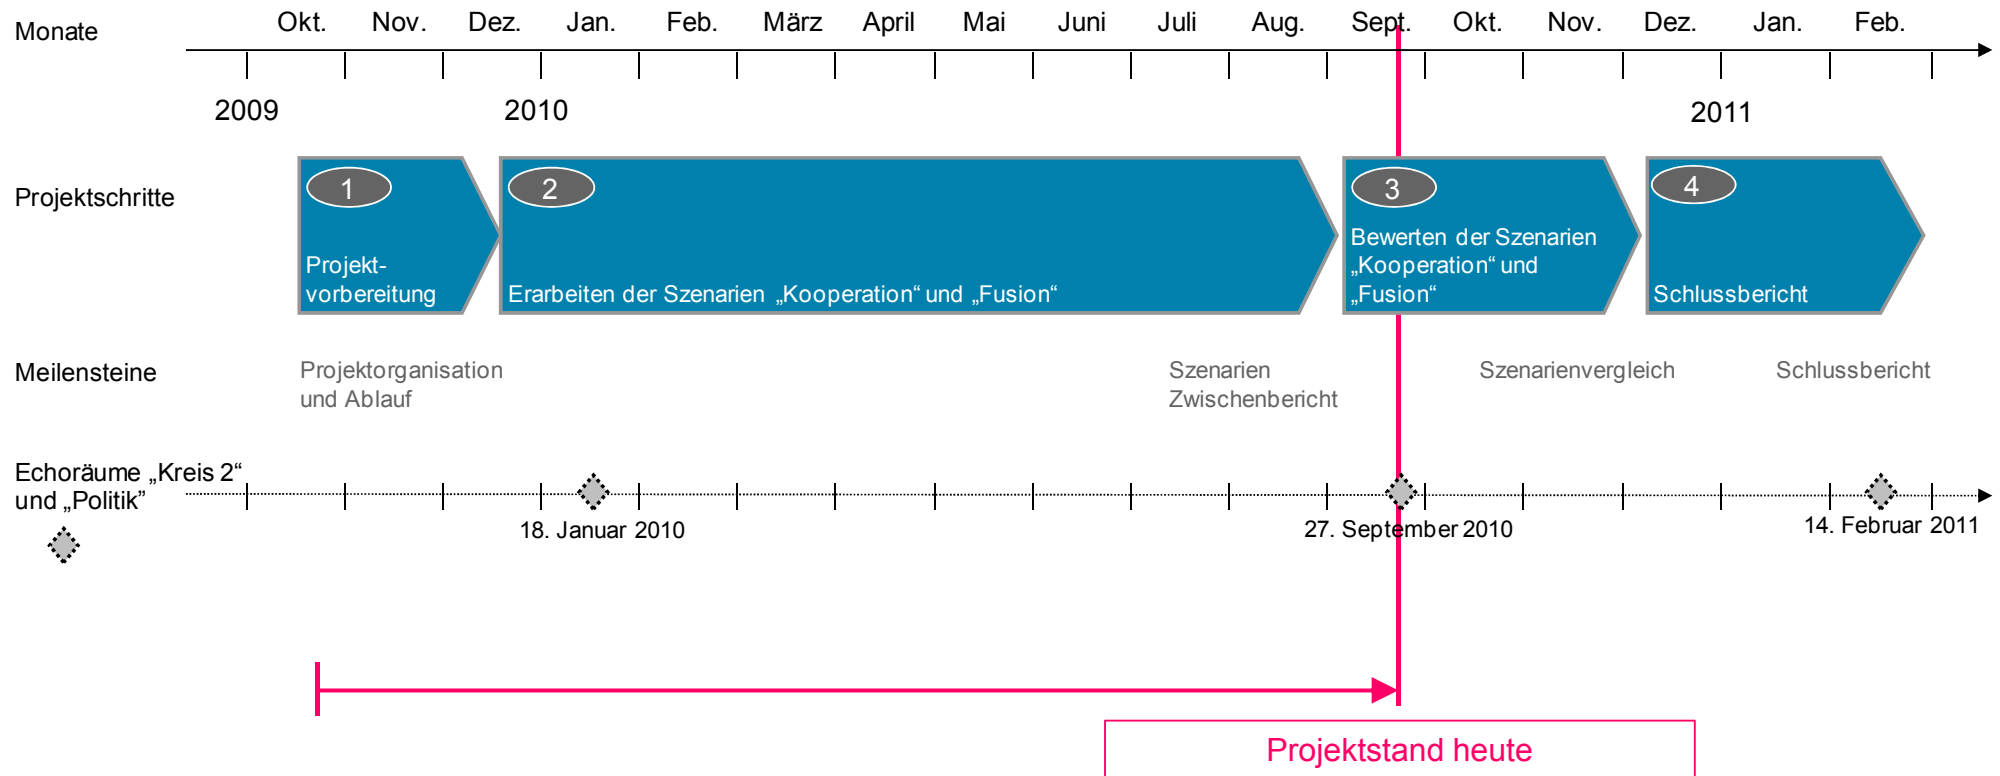 Monate
Okt. Nov. Dez. Jan. Feb. März April Mai Juni Juli Aug. Sept. Okt. Nov. Dez. Jan. Feb.
2009 2010 2011
Projektschritte
1
Projekt-
vorbereitung
2
Erarbeiten der Szenarien „Kooperation“ und „Fusion“
3
Bewerten der Szenarien
„Kooperation“ und
„Fusion“
4
Schlussbericht
Meilensteine
Projektorganisation
und Ablauf
Szenarien
Zwischenbericht
Szenarienvergleich
Schlussbericht
Echoräume „Kreis 2“
und „Politik”
18. Januar 2010
27. September 2010
14. Februar 2011
Projektstand heute